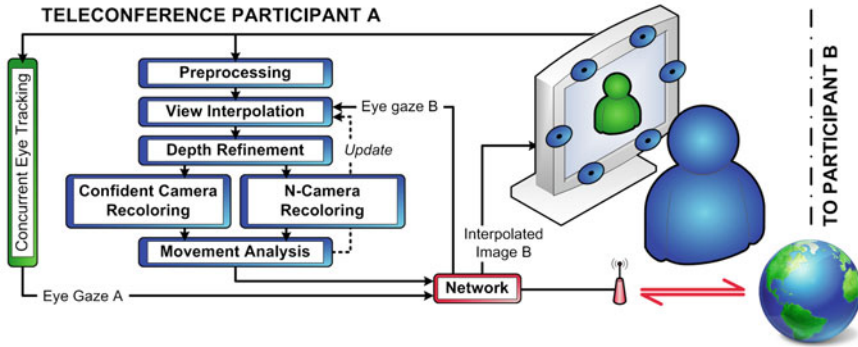 TELECONFERENCE PARTICIPANT A
Concurrent Eye Tracking
Preprocessing
View Interpolation
Eye gaze B
Depth Refinement
Update
Confident Camera
Recoloring
N-Camera
Recoloring
Movement Analysis
Interpolated
Image B
Eye Gaze A
Network
TO PARTICIPANT B